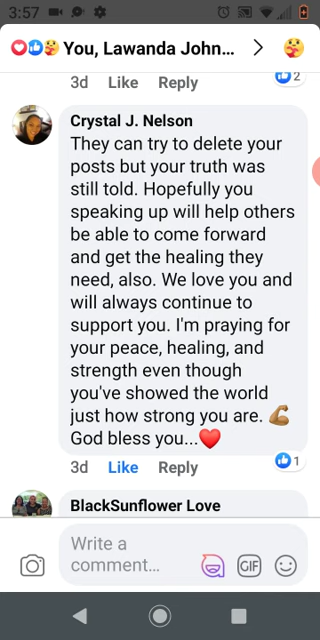 3:57
You, Lawanda John...
3d Like Reply 2
Crystal J. Nelson
They can try to delete your
posts but your truth was
still told. Hopefully you
speaking up will help others
be able to come forward
and get the healing they
need, also. We love you and
will always continue to
support you. I'm praying for
your peace, healing, and
strength even though
you've showed the world
just how strong you are. 💪🏾
God bless you...❤️
3d Like Reply 1
BlackSunflower Love
Write a
comment...
GIF